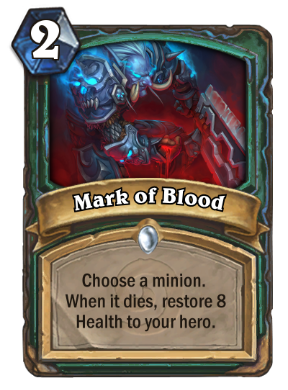 2
Mark of Blood
Choose a minion.
When it dies, restore 8
Health to your hero.